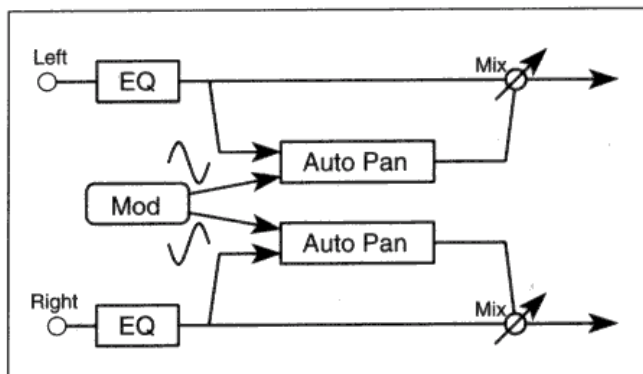 Left
EQ
Mix
Auto Pan
Mod
Auto Pan
Right
EQ
Mix